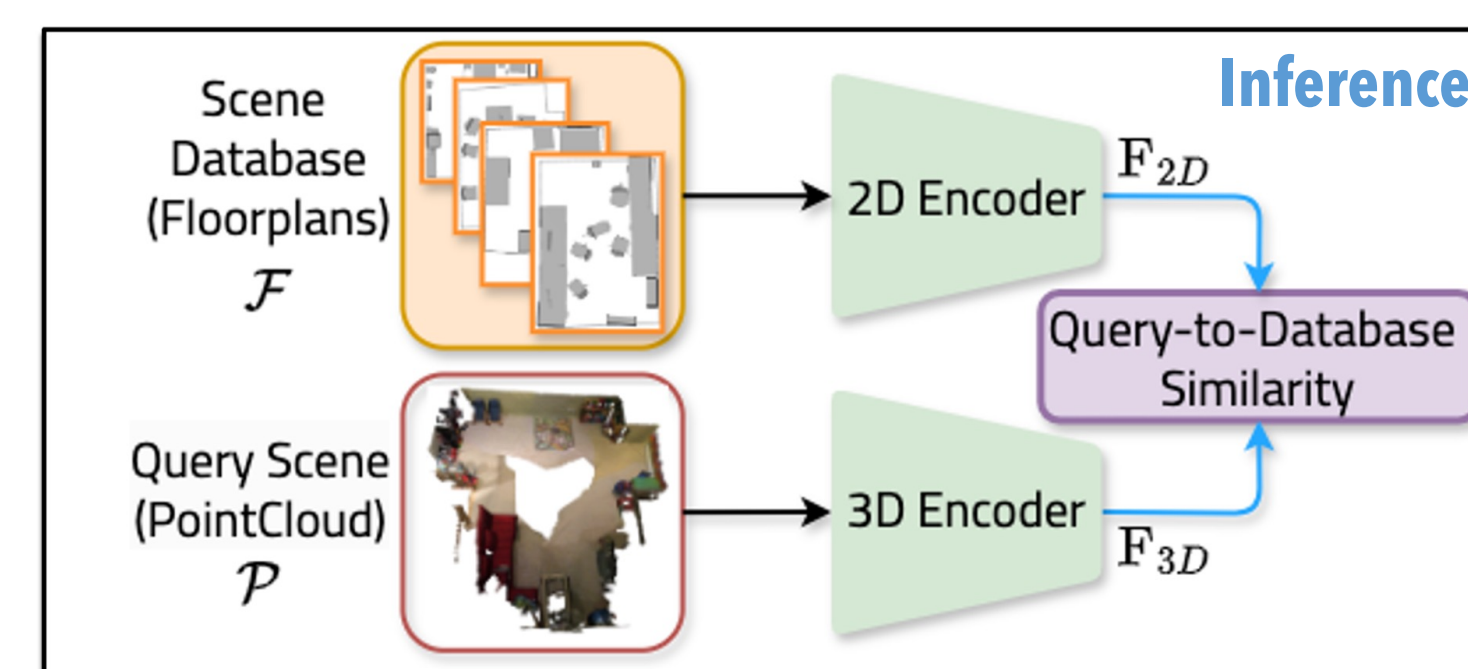 Inference
Scene
Database
(Floorplans)
ℱ
2D Encoder
F₂D
Query-to-Database
Similarity
Query Scene
(PointCloud)
𝒫
3D Encoder
F₃D